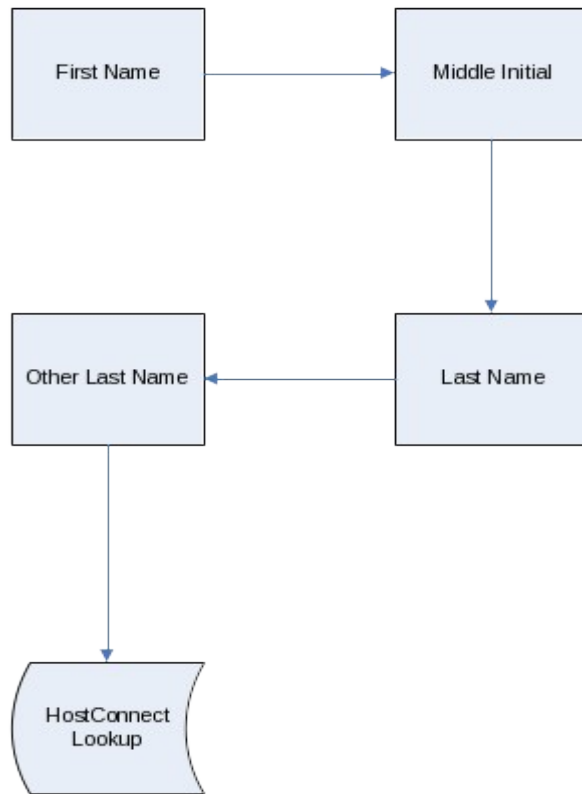 First Name
Middle Initial
Last Name
Other Last Name
HostConnect
Lookup